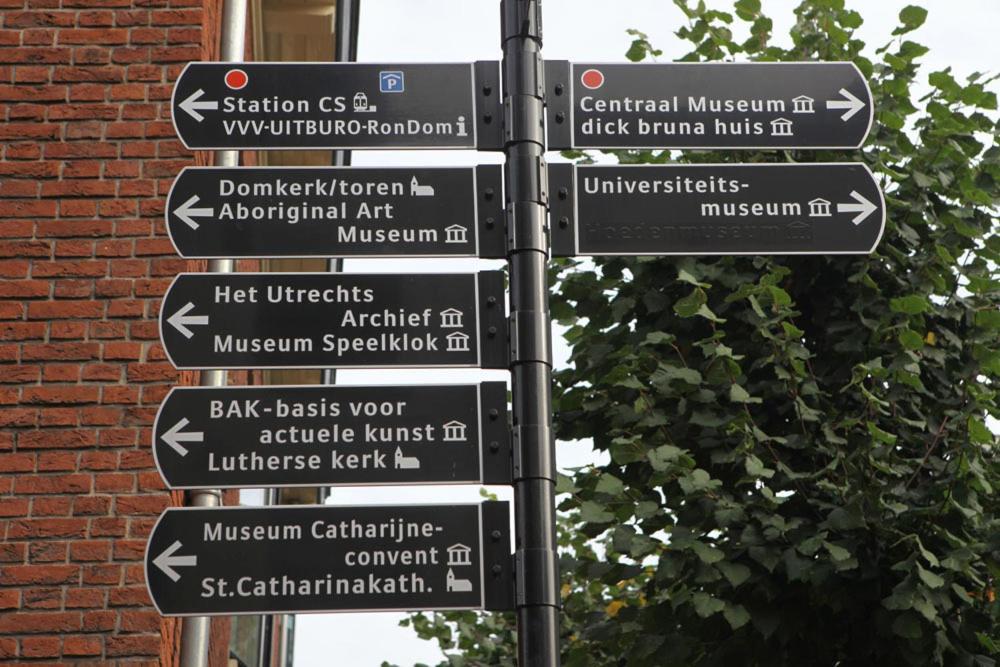 P
Station CS
VVV-UITBURO-RonDom i
Domkerk/toren
Aboriginal Art
Museum
Het Utrechts
Archief
Museum Speelklok
BAK-basis voor
actuele kunst
Lutherse kerk
Museum Catharijne-
convent
St.Catharinakath.
Centraal Museum
dick bruna huis
Universiteits-
museum
Hoedenmuseum